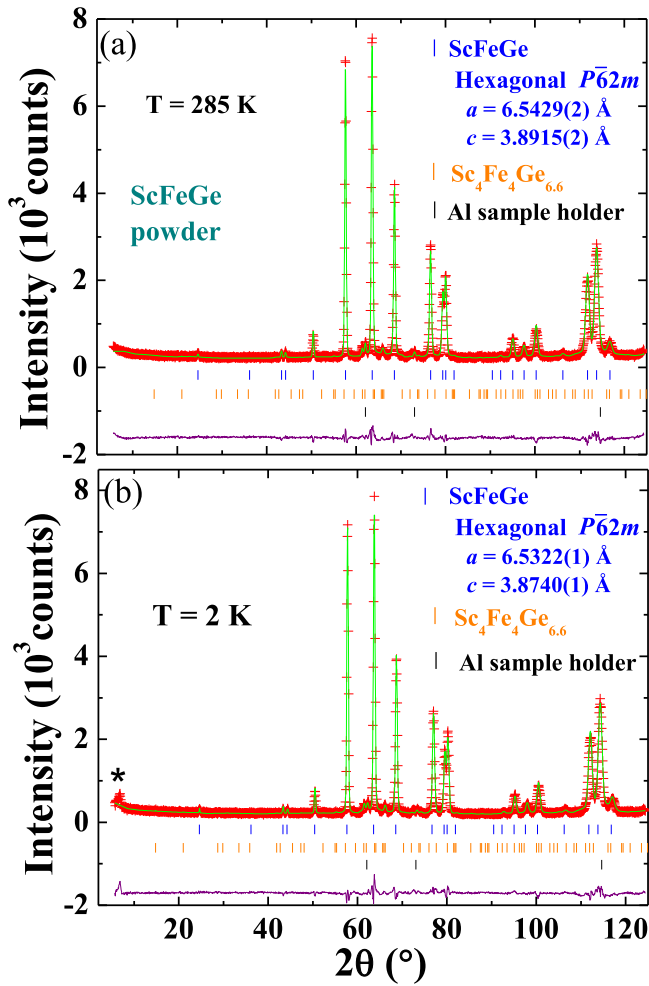 (a)
T = 285 K
ScFeGe
powder
ScFeGe
Hexagonal P6̅2m
a = 6.5429(2) Å
c = 3.8915(2) Å
Sc₄Fe₄Ge₆.₆
Al sample holder
Intensity (10³counts)
8
6
4
2
0
-2
(b)
T = 2 K
*
ScFeGe
Hexagonal P6̅2m
a = 6.5322(1) Å
c = 3.8740(1) Å
Sc₄Fe₄Ge₆.₆
Al sample holder
Intensity (10³counts)
8
6
4
2
0
-2
20 40 60 80 100 120
2θ (°)